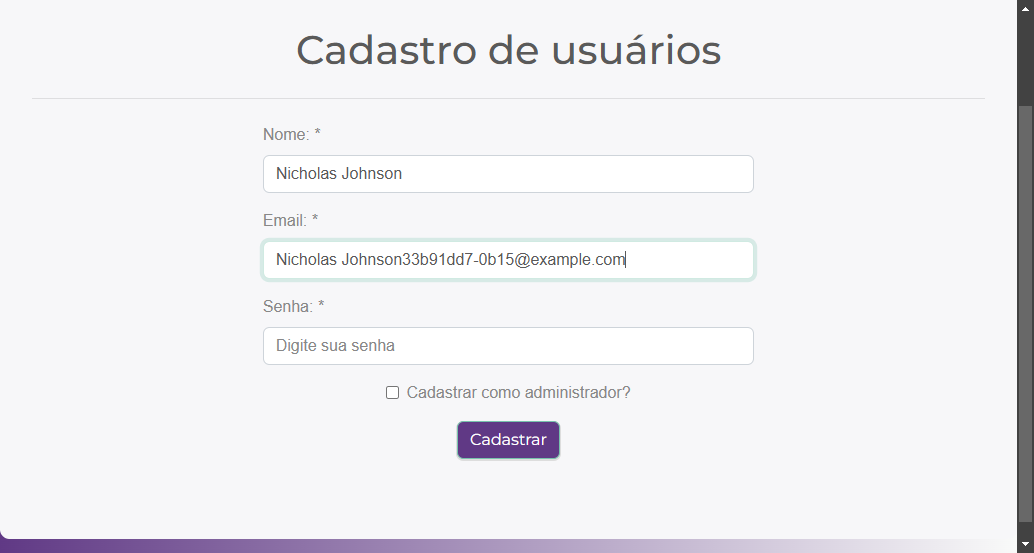 Cadastro de usuários
Nome: *
Nicholas Johnson
Email: *
Nicholas Johnson33b91dd7-0b15@example.com
Senha: *
Digite sua senha
Cadastrar como administrador?
Cadastrar